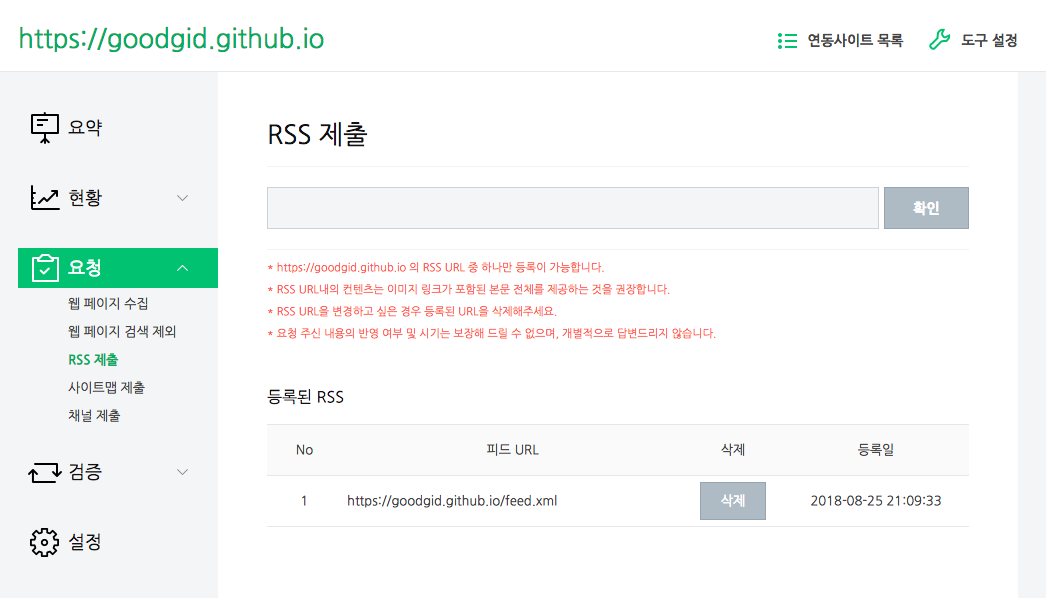 https://goodgid.github.io
연동사이트 목록
도구 설정
요약
현황
요청
웹 페이지 수집
웹 페이지 검색 제외
RSS 제출
사이트맵 제출
채널 제출
검증
설정
RSS 제출
확인
* https://goodgid.github.io 의 RSS URL 중 하나만 등록이 가능합니다.
* RSS URL내의 컨텐츠는 이미지 링크가 포함된 본문 전체를 제공하는 것을 권장합니다.
* RSS URL을 변경하고 싶은 경우 등록된 URL을 삭제해주세요.
* 요청 주신 내용의 반영 여부 및 시기는 보장해 드릴 수 없으며, 개별적으로 답변드리지 않습니다.
등록된 RSS
No 피드 URL 삭제 등록일
1 https://goodgid.github.io/feed.xml 삭제 2018-08-25 21:09:33